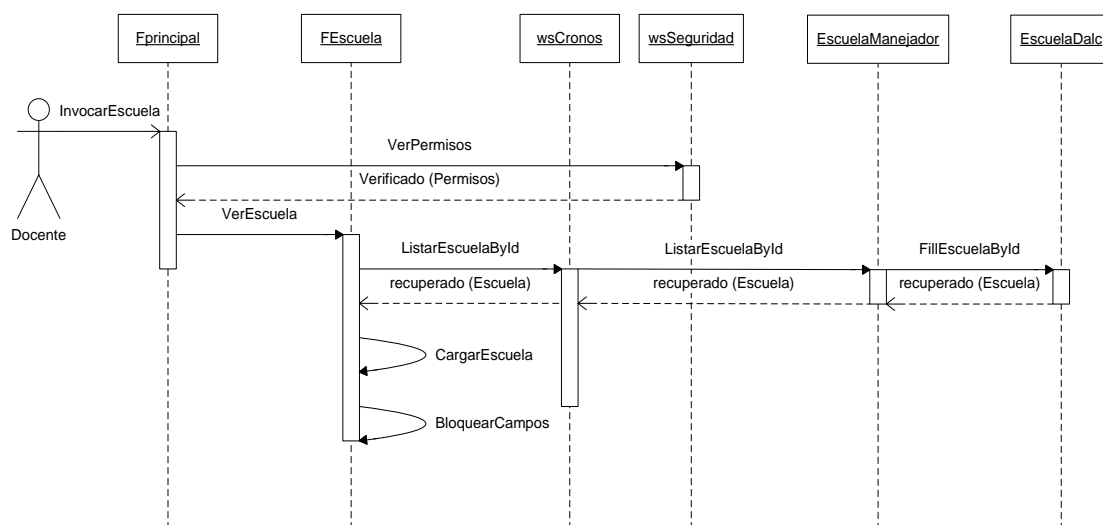 Fprincipal
FEscuela
wsCronos
wsSeguridad
EscuelaManejador
EscuelaDalc
InvocarEscuela
VerPermisos
Verificado (Permisos)
VerEscuela
Docente
ListarEscuelaById
ListarEscuelaById
FillEscuelaById
recuperado (Escuela)
recuperado (Escuela)
recuperado (Escuela)
CargarEscuela
BloquearCampos